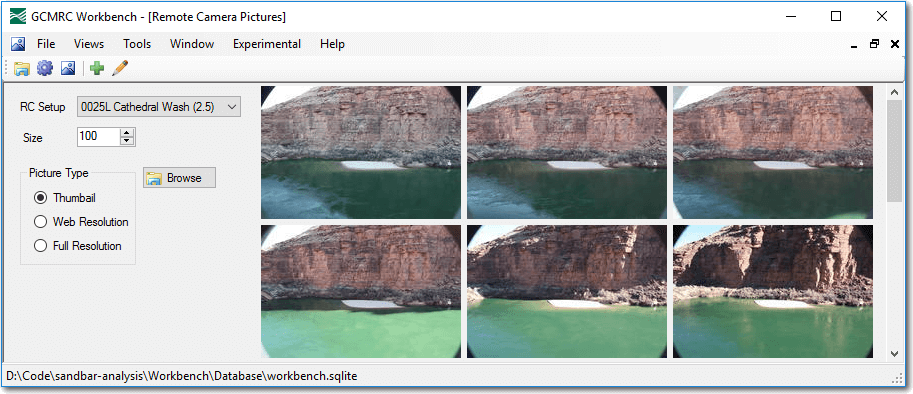 GCMRC Workbench - [Remote Camera Pictures]
File Views Tools Window Experimental Help
RC Setup 0025L Cathedral Wash (2.5)
Size 100
Picture Type
Browse
Thumbail
Web Resolution
Full Resolution
D:\Code\sandbar-analysis\Workbench\Database\workbench.sqlite